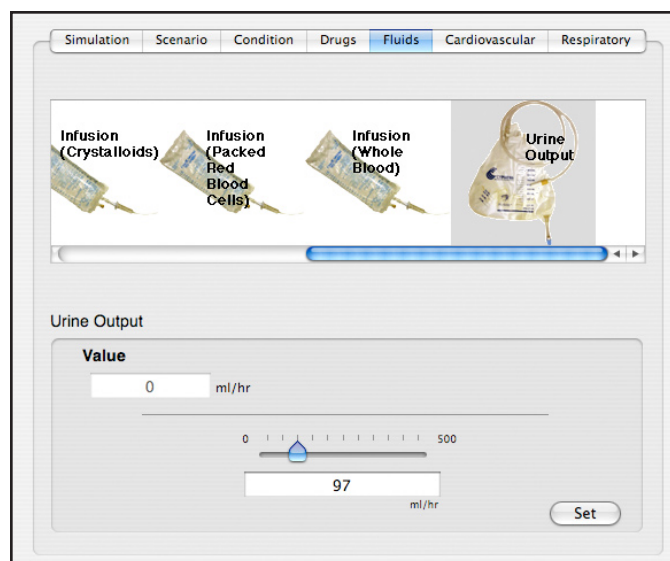 Simulation Scenario Condition Drugs Fluids Cardiovascular Respiratory
Infusion
(Crystalloids)
Infusion
(Packed
Red
Blood
Cells)
Infusion
(Whole
Blood)
Urine
Output
Urine Output
Value
0 ml/hr
0 500
97
ml/hr
Set